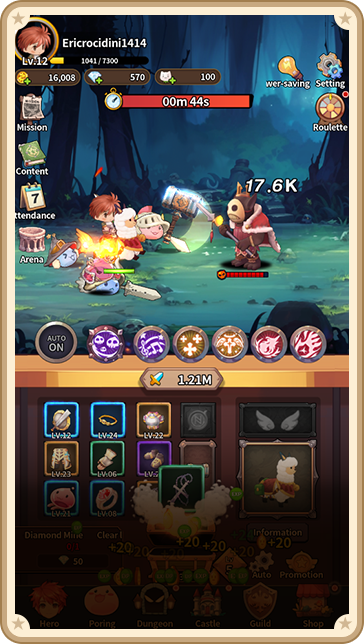 Ericrocidini1414
Lv.12
1041 / 7300
16,008
570
100
wer-saving
Setting
00m 44s
Mission
Roulette
Content
7
ttendance
17.6K
Arena
AUTO
ON
1.21M
LV.12
LV.24
LV.22
LV.23
LV.06
LV.21
LV.08
Information
Diamond Mine
Clear
+20
+20
+20
+20
50
Auto
Promotion
Hero
Poring
Dungeon
Castle
Guild
Shop